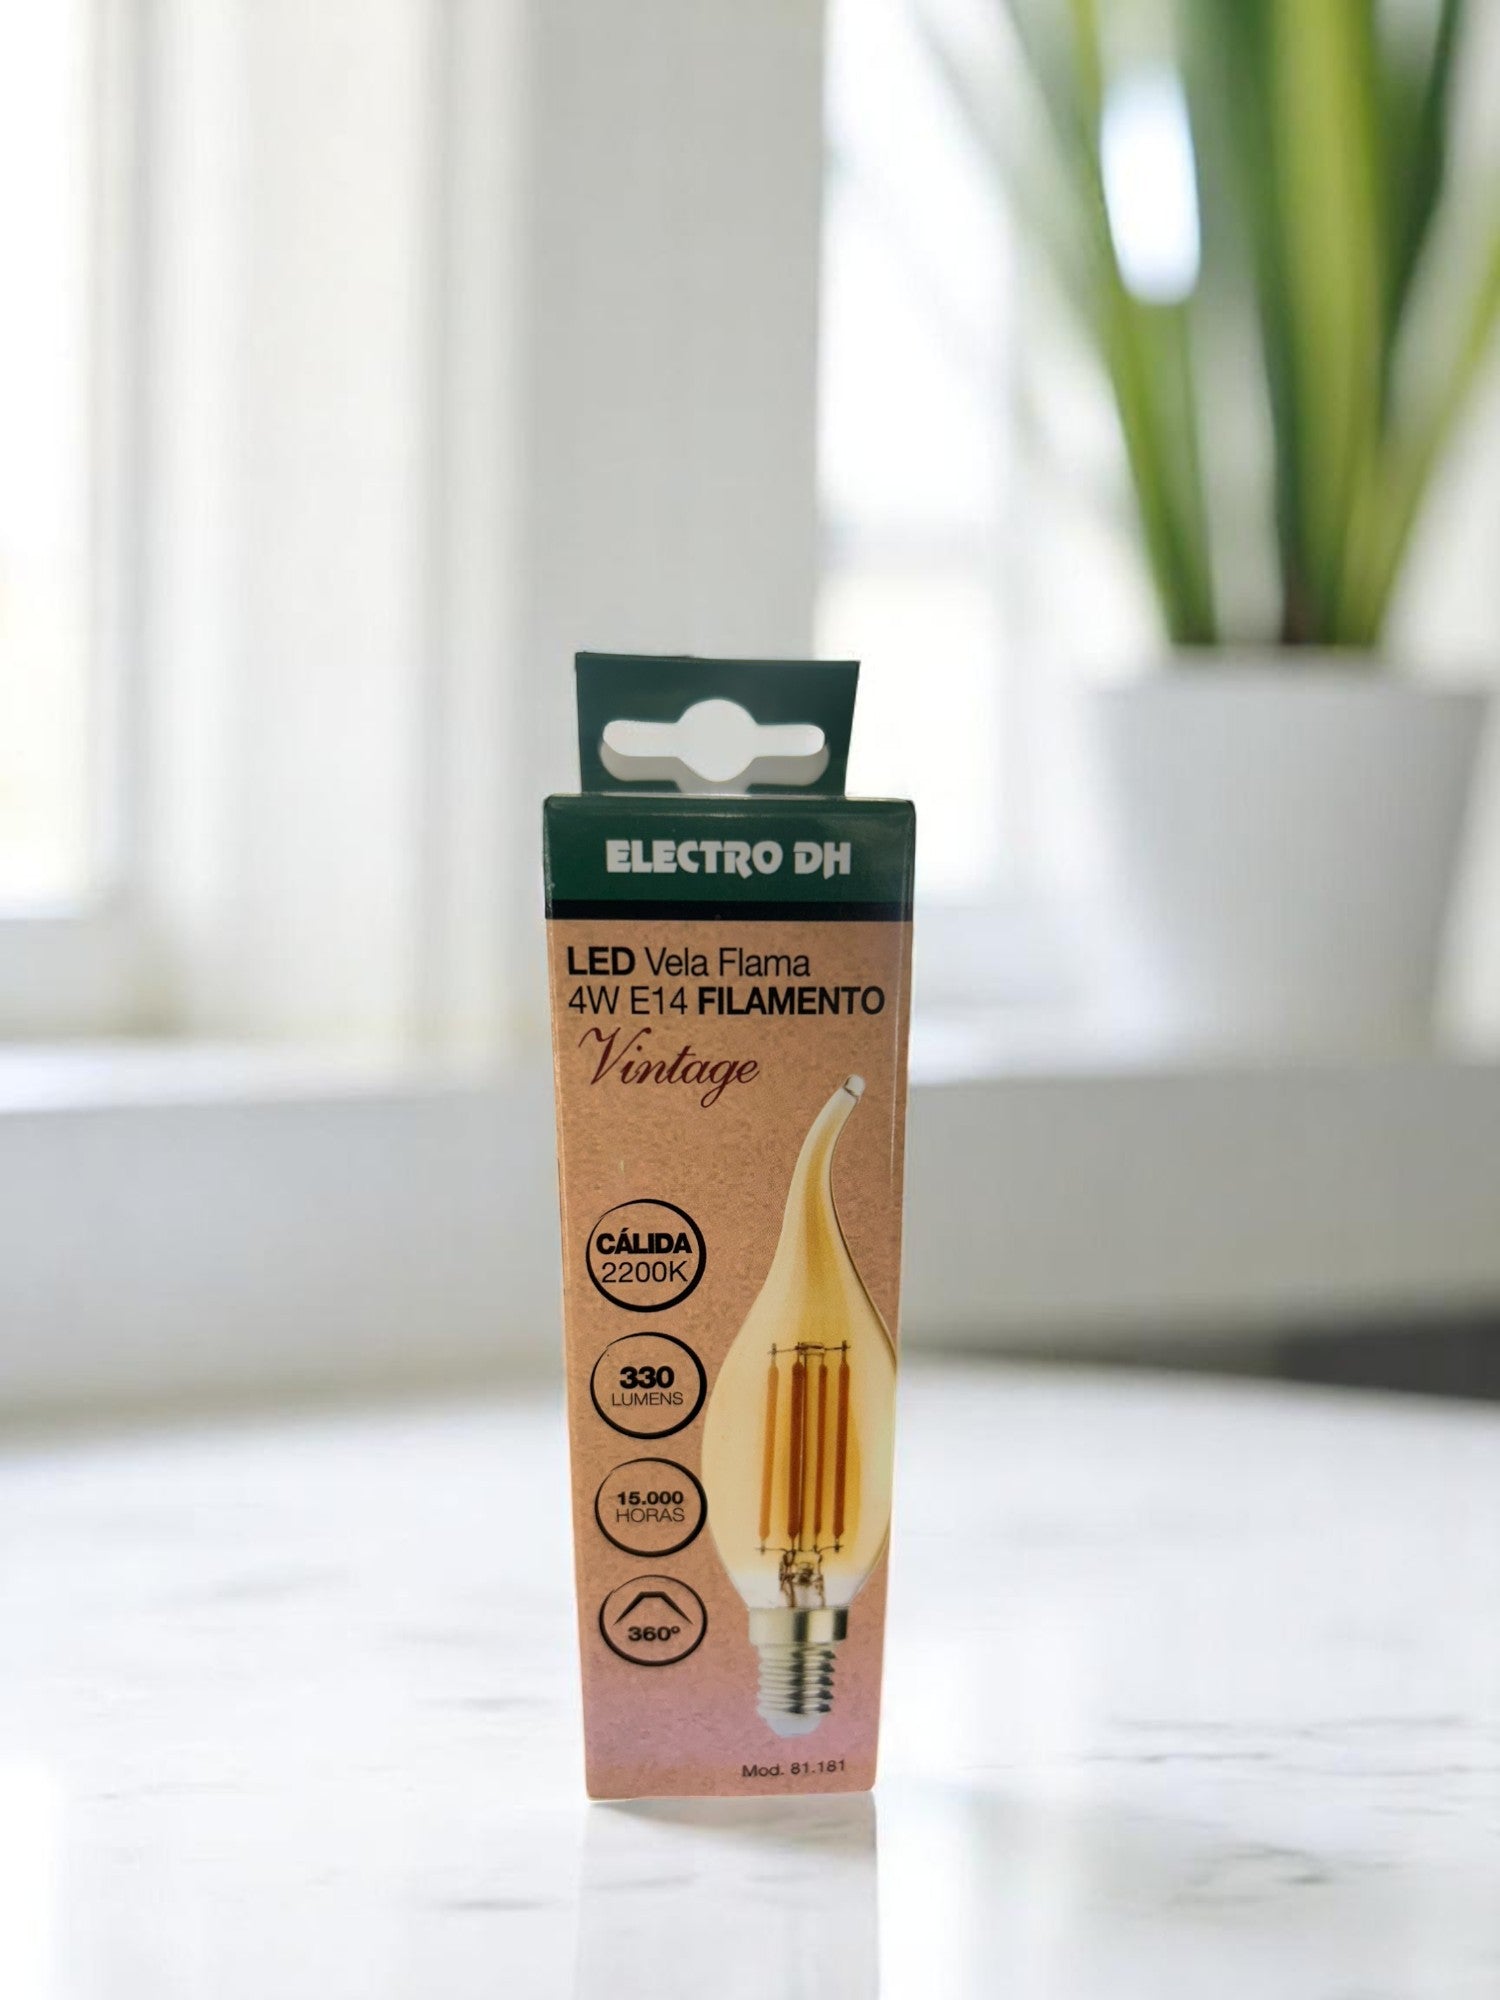 ELECTRO DH
LED Vela Flama
4W E14 FILAMENTO
Vintage
CÁLIDA
2200K
330
LUMENS
15.000
HORAS
360º
Mod. 81.181